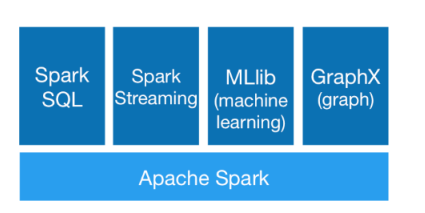 Spark
SQL
Spark
Streaming
MLlib
(machine
learning)
GraphX
(graph)
Apache Spark